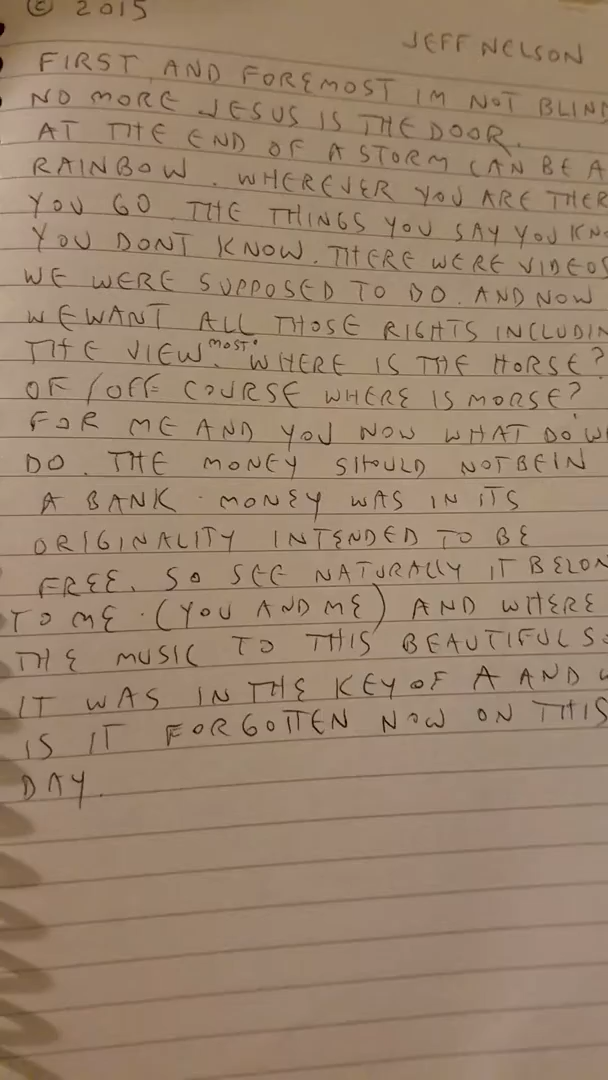 © 2015
JEFF NELSON
FIRST AND FOREMOST IM NOT BLIND
NO MORE JESUS IS THE DOOR.
AT THE END OF A STORM CAN BE A
RAINBOW. WHEREVER YOU ARE THER
YOU GO. THE THINGS YOU SAY YOU KN
YOU DONT KNOW. THERE WERE VIDEOS
WE WERE SUPPOSED TO DO. AND NOW
WE WANT ALL THOSE RIGHTS INCLUDIN
THE VIEW. "MOST." WHERE IS THE HORSE?
OF/OFF COURSE WHERE IS MORSE?
FOR ME AND YOU NOW WHAT DO W
DO. THE MONEY SHOULD NOT BE IN
A BANK. MONEY WAS IN ITS
ORIGINALITY INTENDED TO BE
FREE. SO SEE NATURALLY IT BELON
TO ME. (YOU AND ME) AND WHERE
THE MUSIC TO THIS BEAUTIFUL S
IT WAS IN THE KEY OF A AND
IS IT FORGOTTEN NOW ON THIS
DAY.